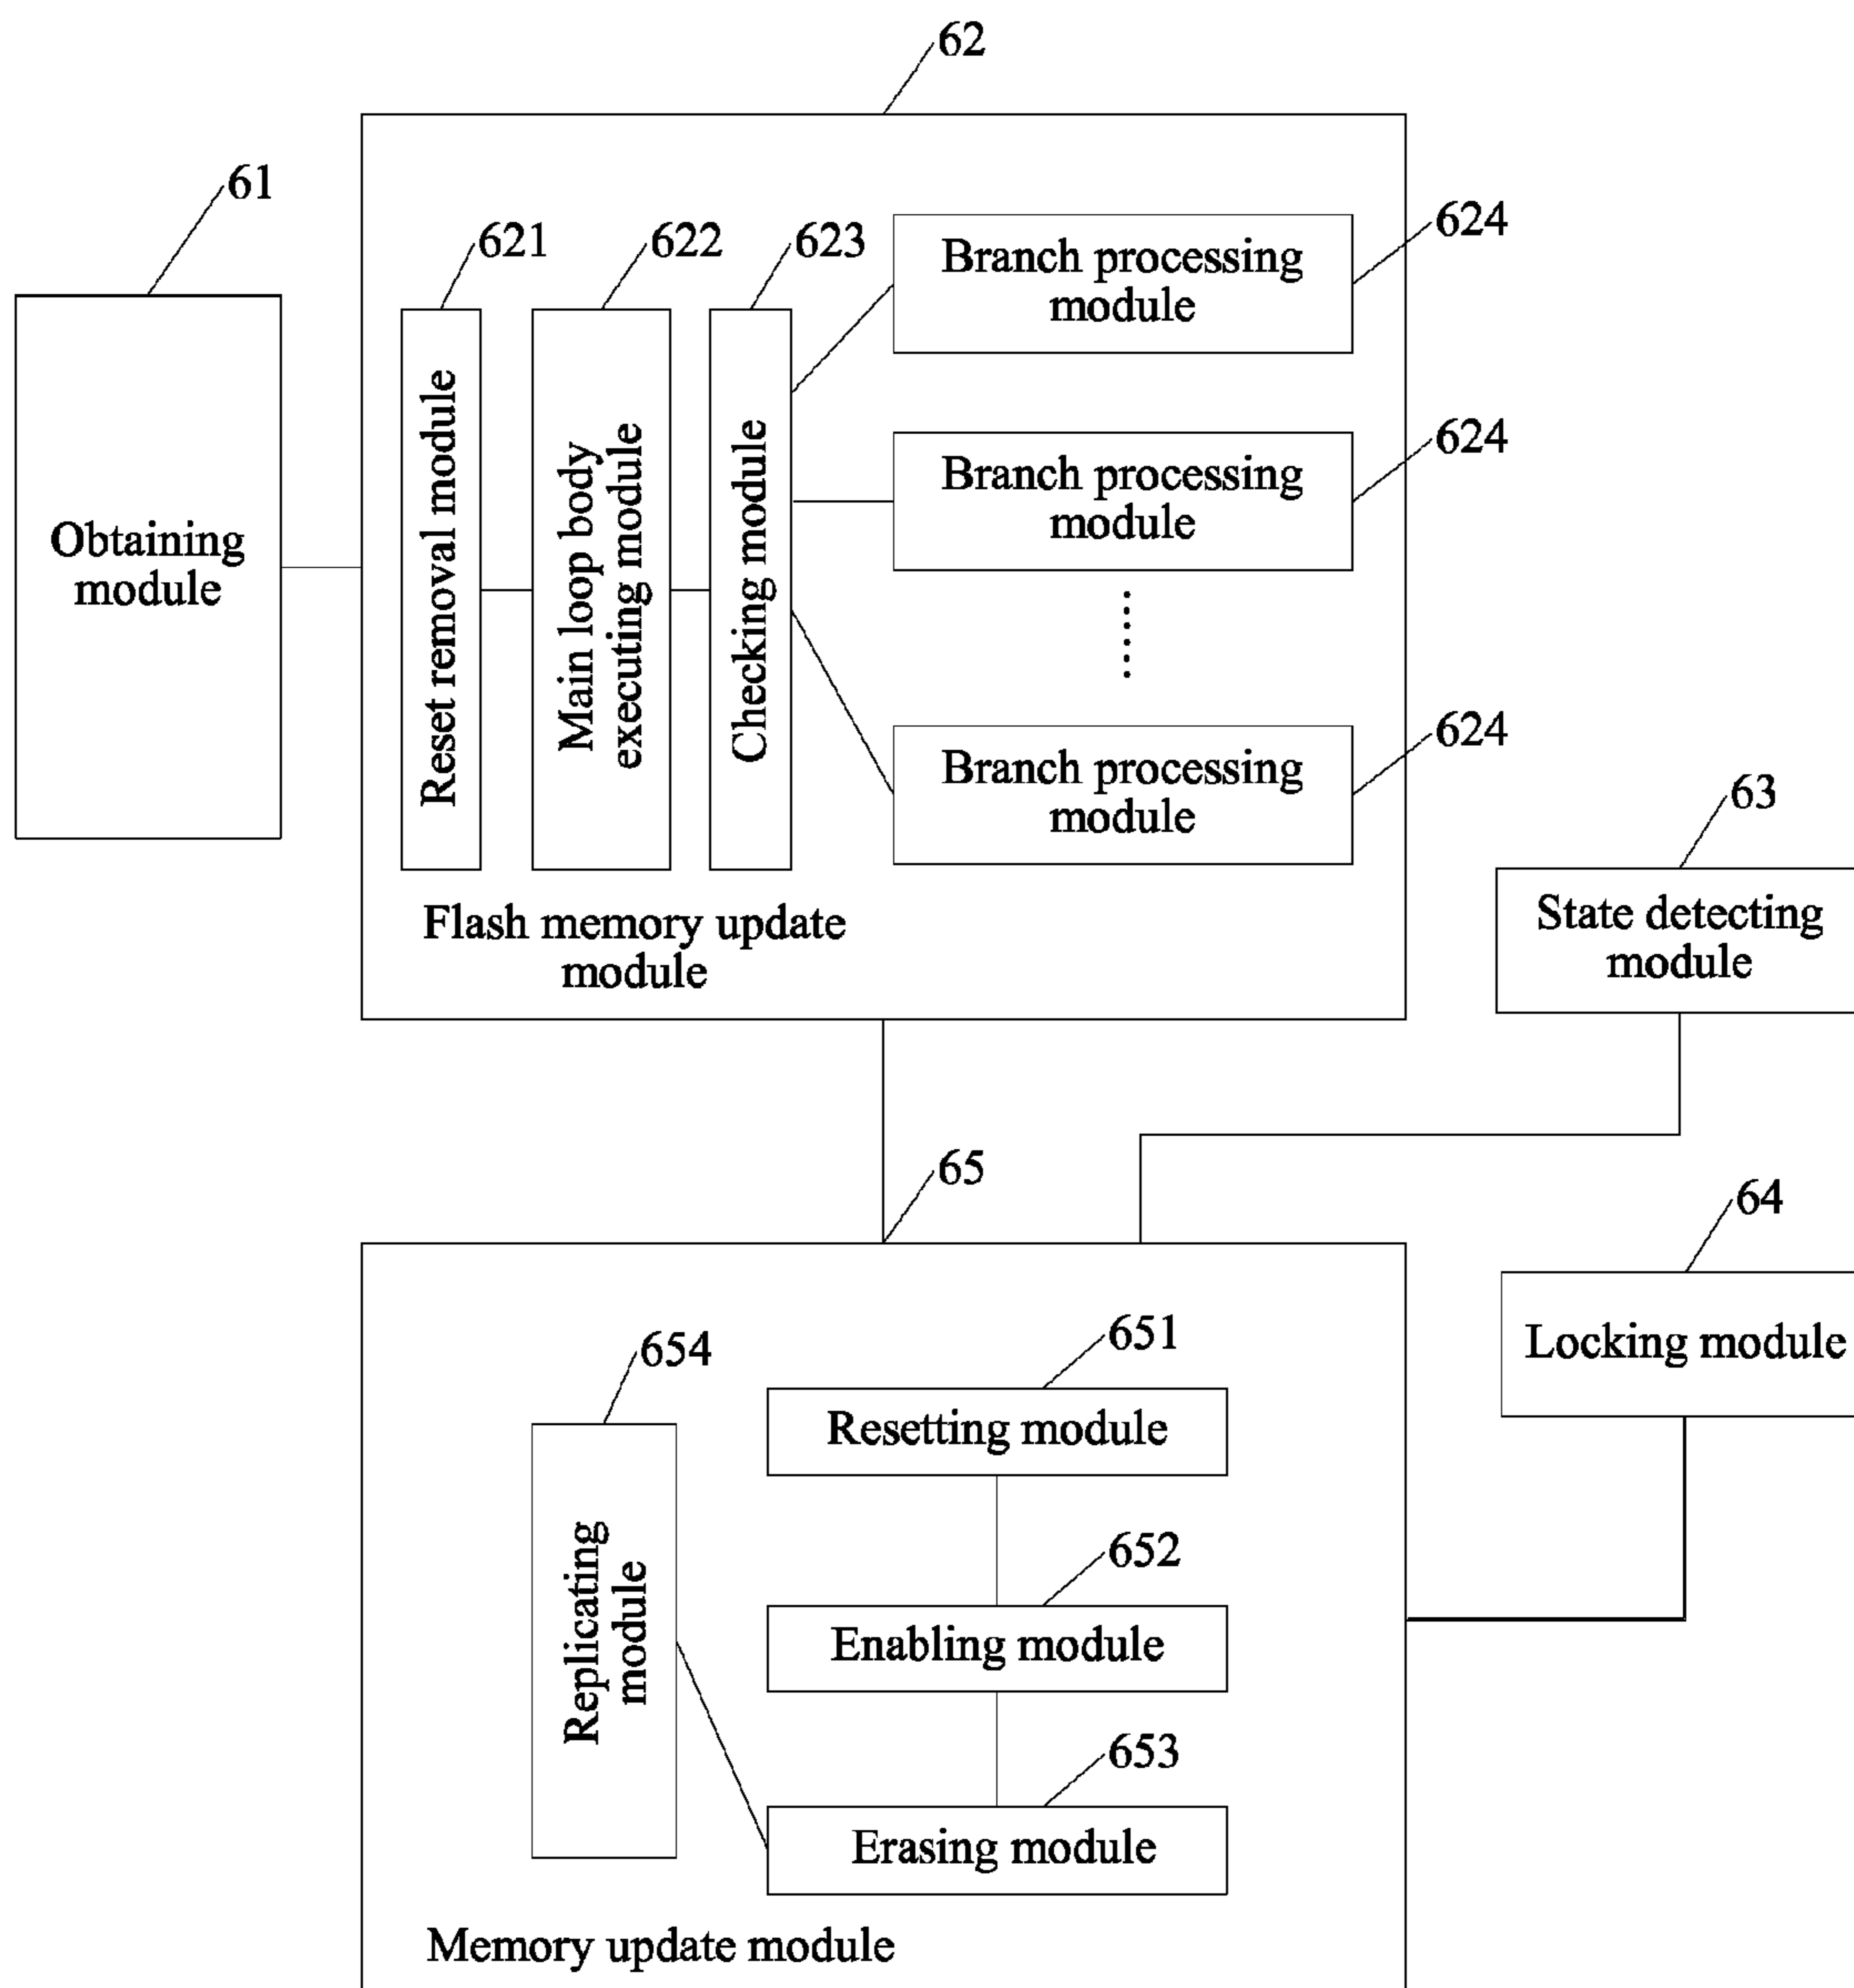 62
61
621
622
623
624
Branch processing
module
Obtaining
module
Reset removal module
Main loop body
executing module
Checking module
624
Branch processing
module
......
624
Branch processing
module
Flash memory update
module
63
State detecting
module
65
64
Locking module
654
Replicating
module
651
Resetting module
652
Enabling module
653
Erasing module
Memory update module